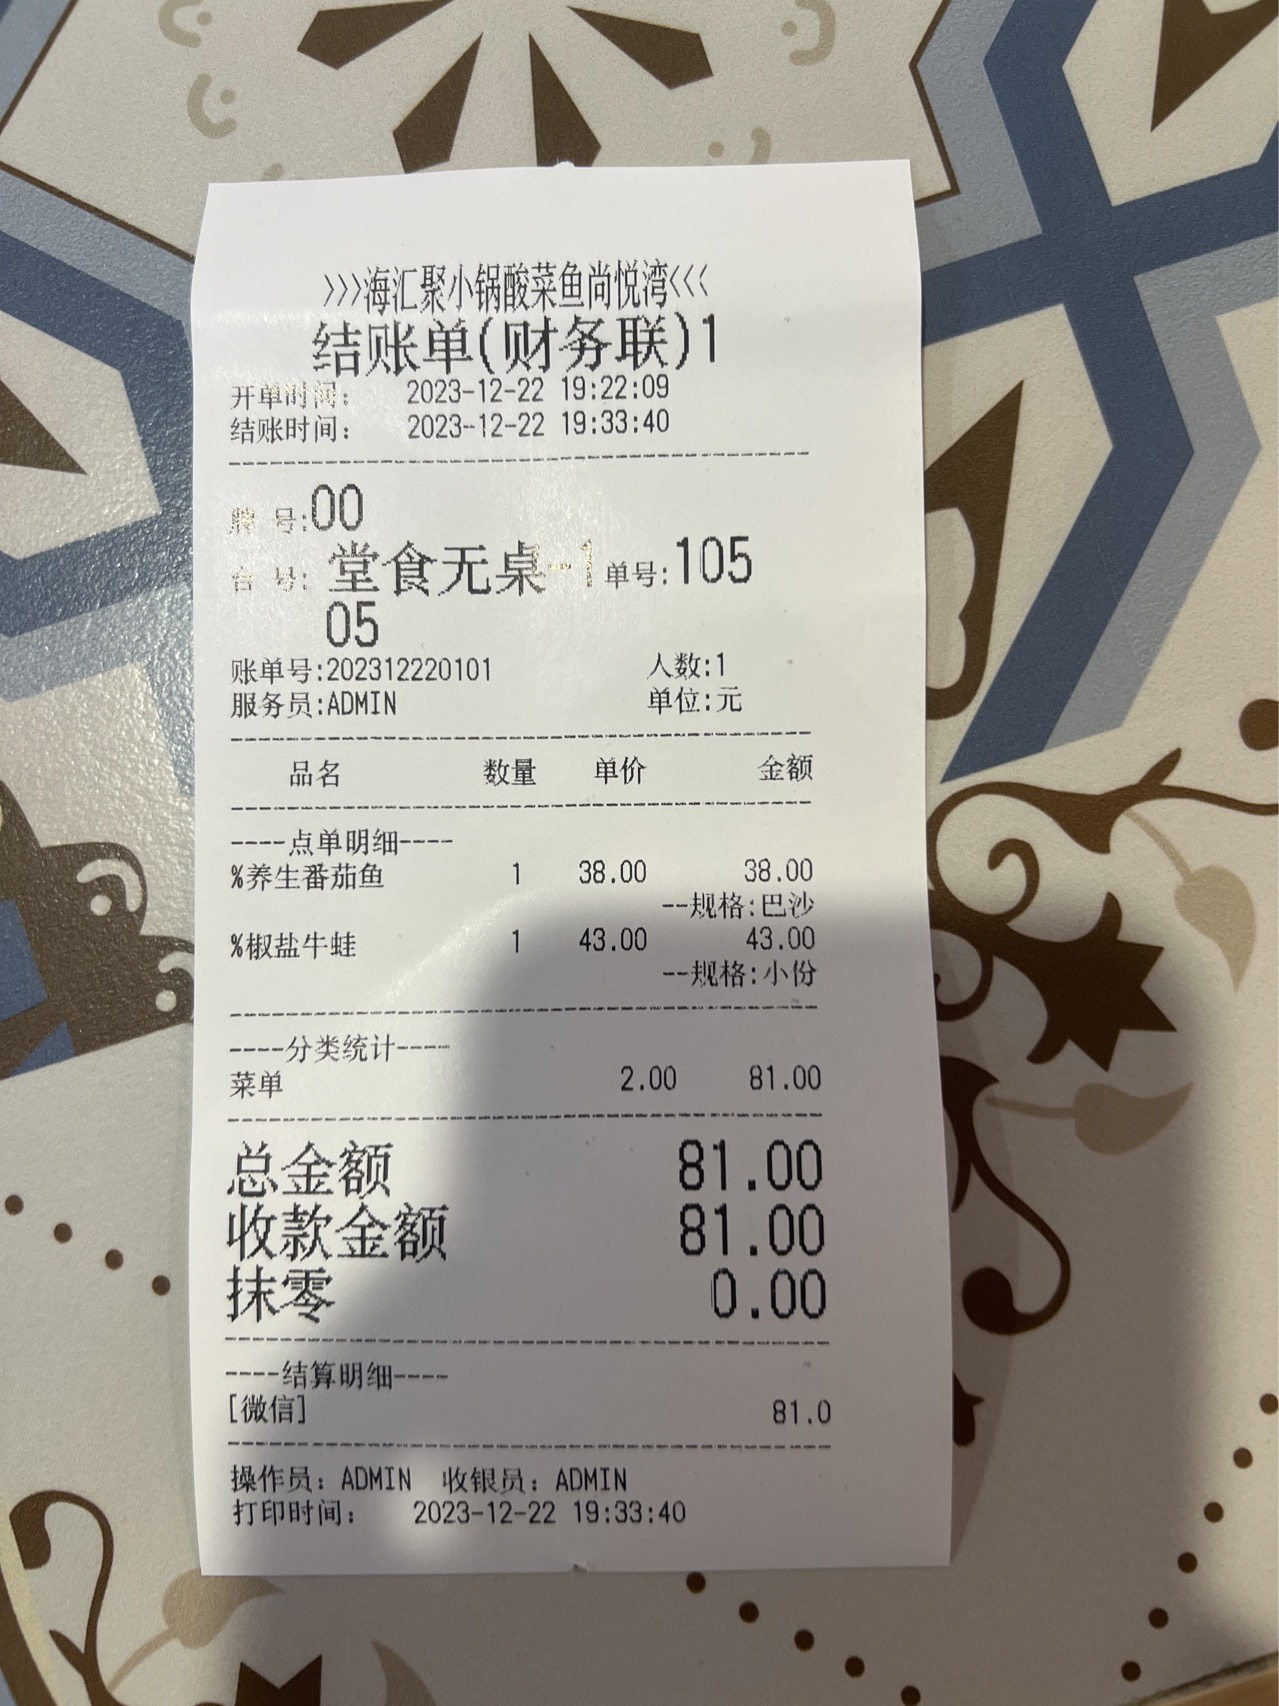 >>>海汇聚小锅酸菜鱼尚悦湾<<<
结账单(财务联)1
开单时间: 2023-12-22 19:22:09
结账时间: 2023-12-22 19:33:40
牌 号:00
台 号: 堂食无桌-1 单号:105
05
账单号:202312220101 人数:1
服务员:ADMIN 单位:元
品名 数量 单价 金额
----点单明细----
%养生番茄鱼 1 38.00 38.00
--规格:巴沙
%椒盐牛蛙 1 43.00 43.00
--规格:小份
----分类统计----
菜单 2.00 81.00
总金额 81.00
收款金额 81.00
抹零 0.00
----结算明细----
[微信] 81.0
操作员: ADMIN 收银员: ADMIN
打印时间: 2023-12-22 19:33:40